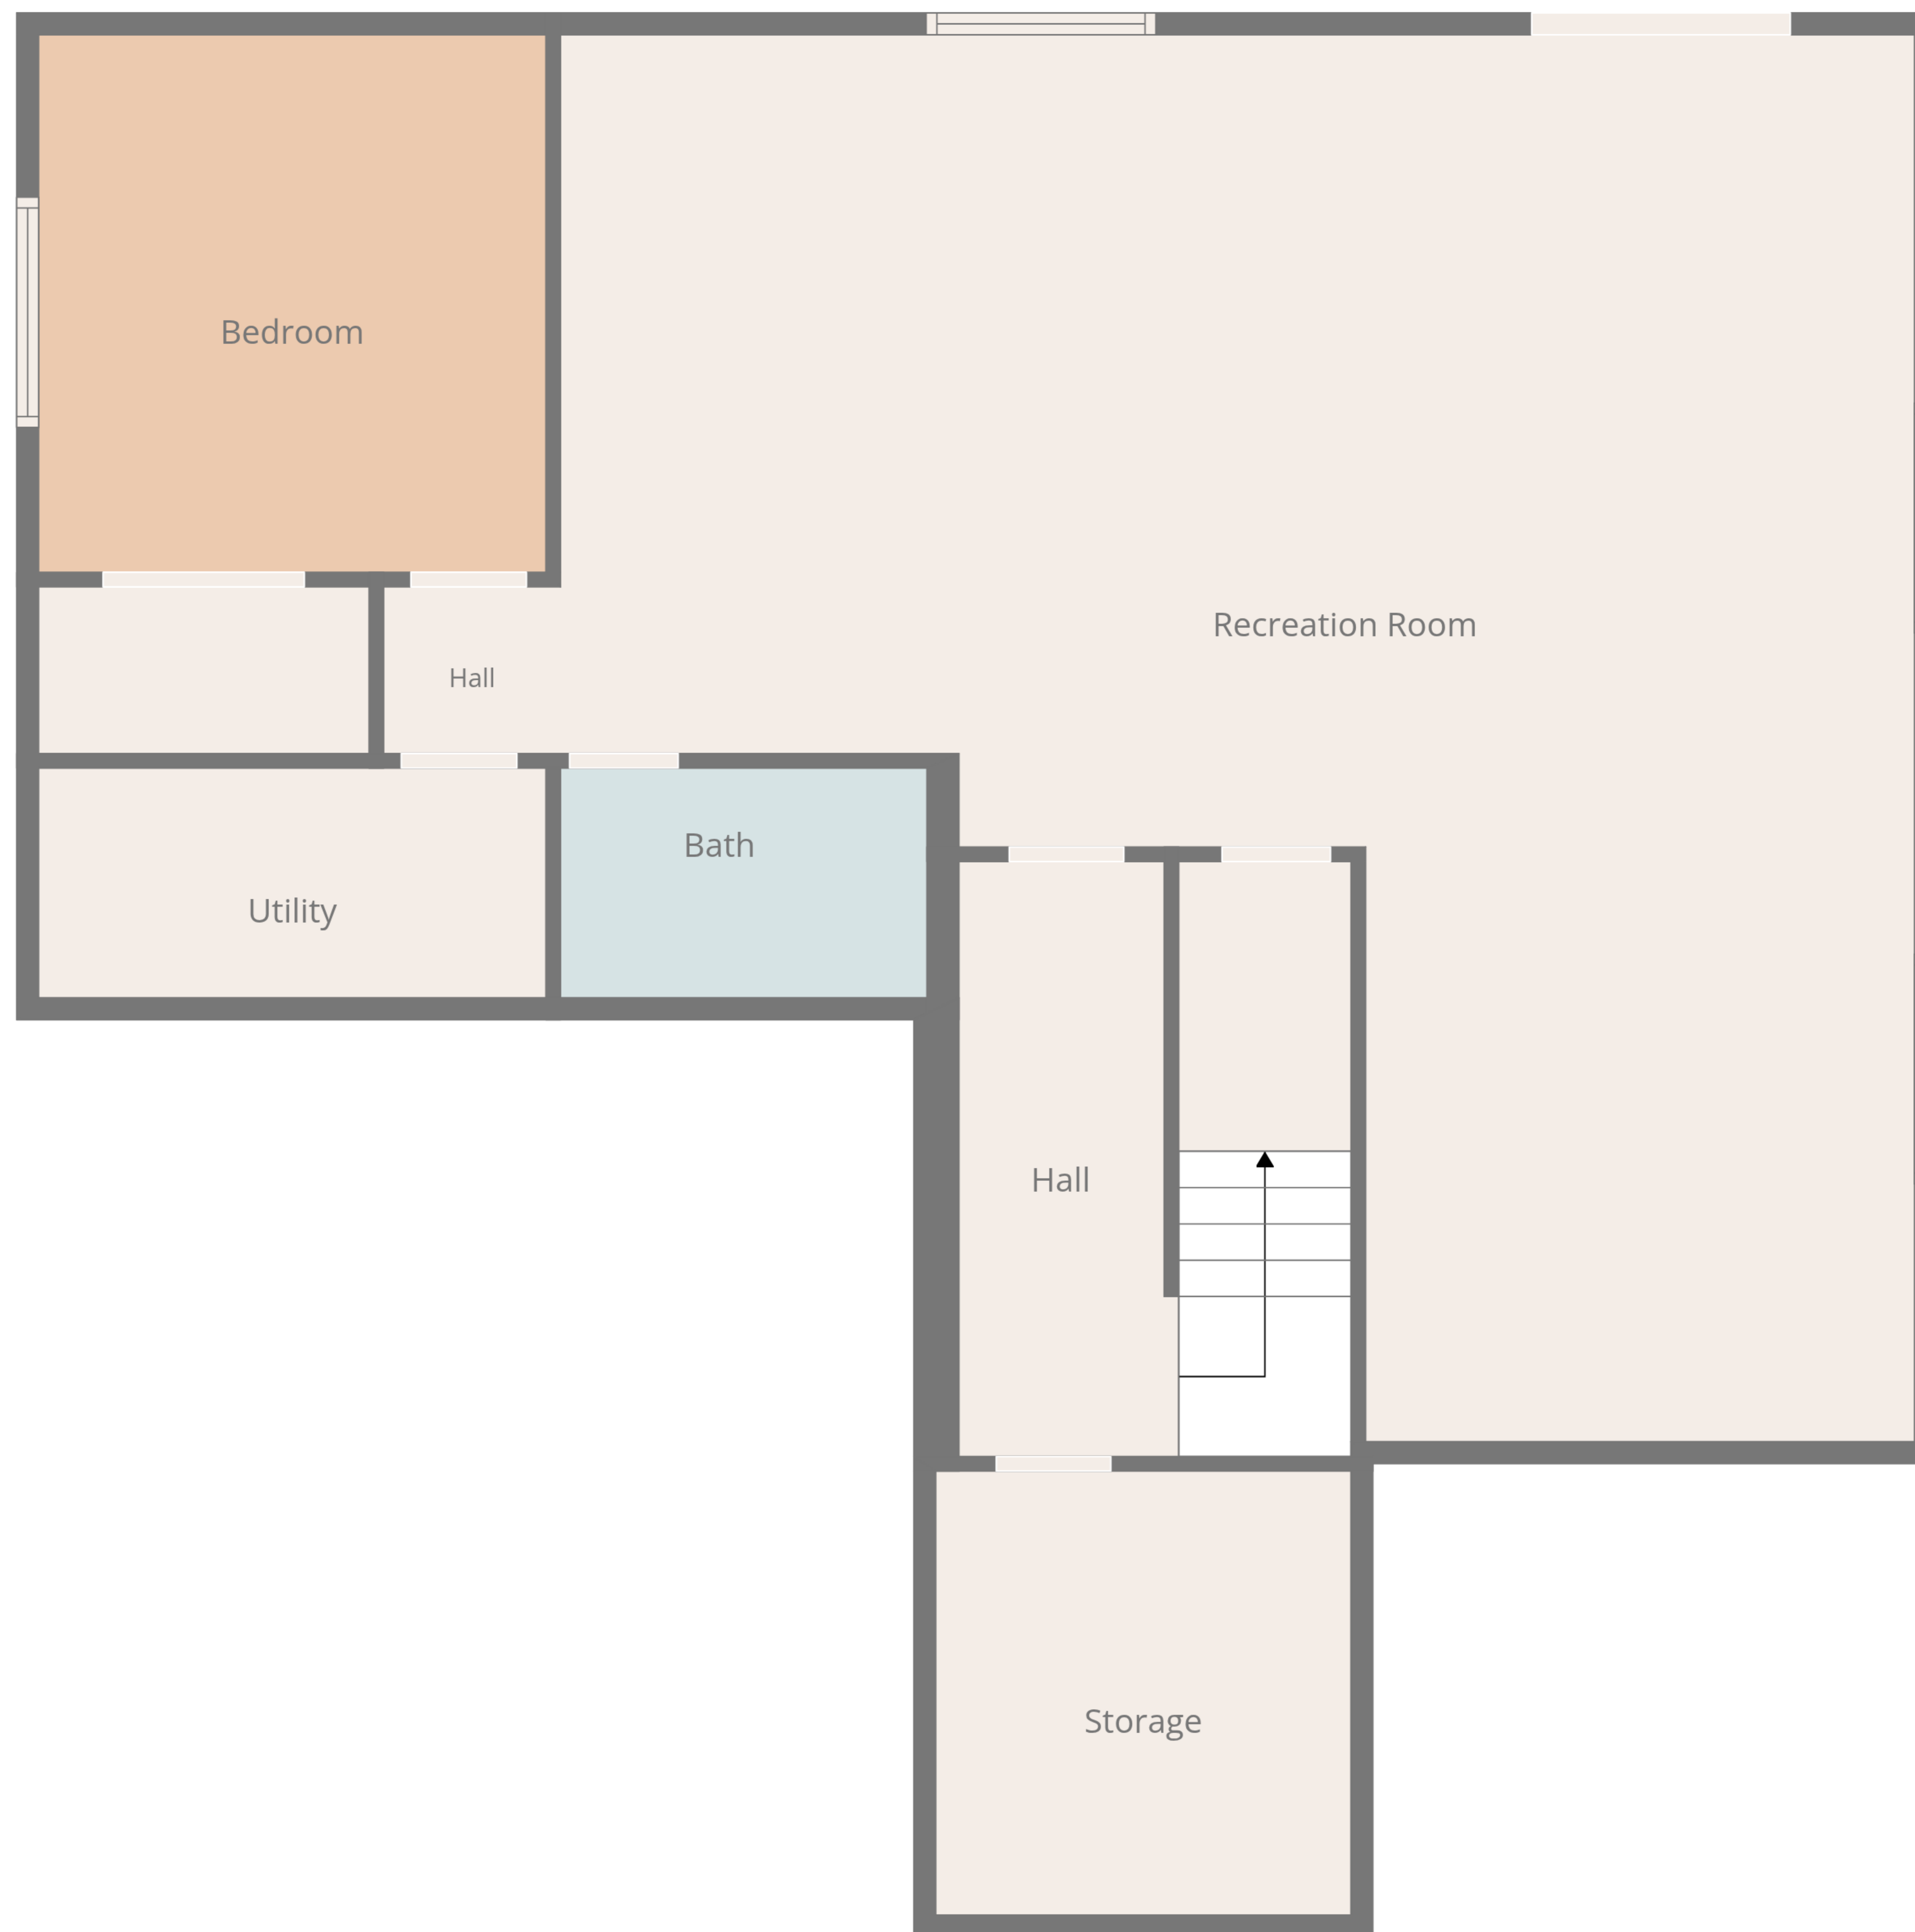 Bedroom
Recreation Room
Hall
Bath
Utility
Hall
Storage